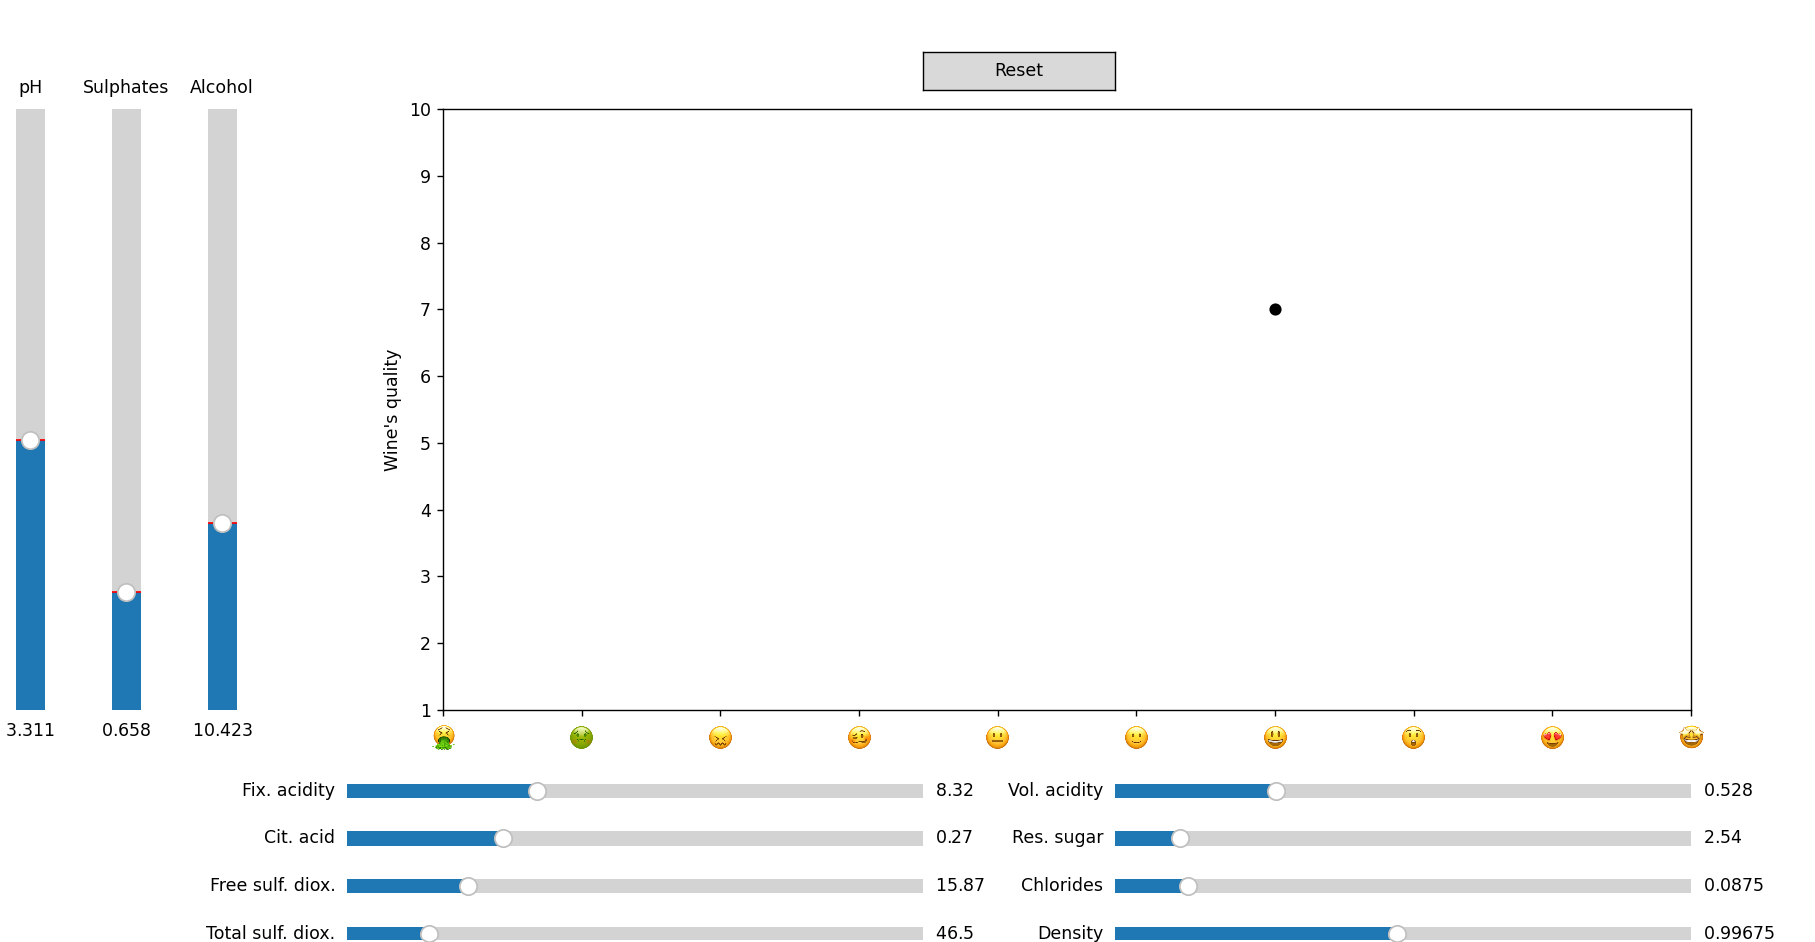 Reset
pH Sulphates Alcohol
10
9
8
7
6
5
4
3
2
1
Wine's quality
3.311 0.658 10.423
Fix. acidity 8.32 Vol. acidity 0.528
Cit. acid 0.27 Res. sugar 2.54
Free sulf. diox. 15.87 Chlorides 0.0875
Total sulf. diox. 46.5 Density 0.99675